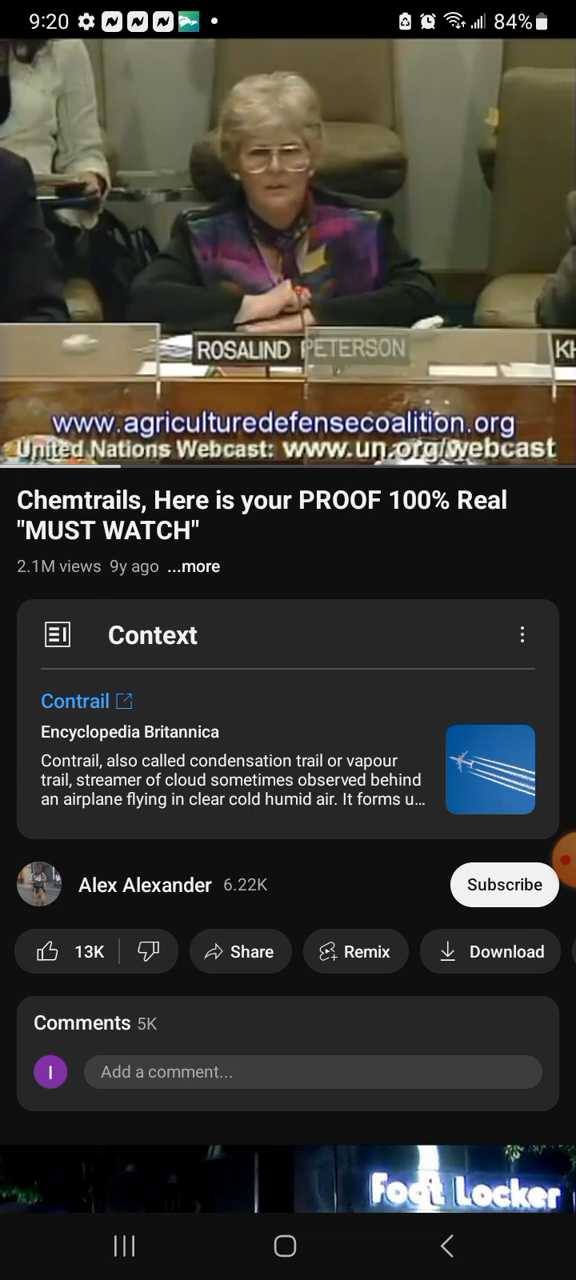 9:20
84%
ROSALIND PETERSON
KH
www.agriculturedefensecoalition.org
United Nations Webcast: www.un.org/webcast
Chemtrails, Here is your PROOF 100% Real
"MUST WATCH"
2.1M views 9y ago ...more
Context
Contrail
Encyclopedia Britannica
Contrail, also called condensation trail or vapour
trail, streamer of cloud sometimes observed behind
an airplane flying in clear cold humid air. It forms u...
Alex Alexander 6.22K
Subscribe
13K
Share
Remix
Download
Comments 5K
I
Add a comment...
Foot Locker